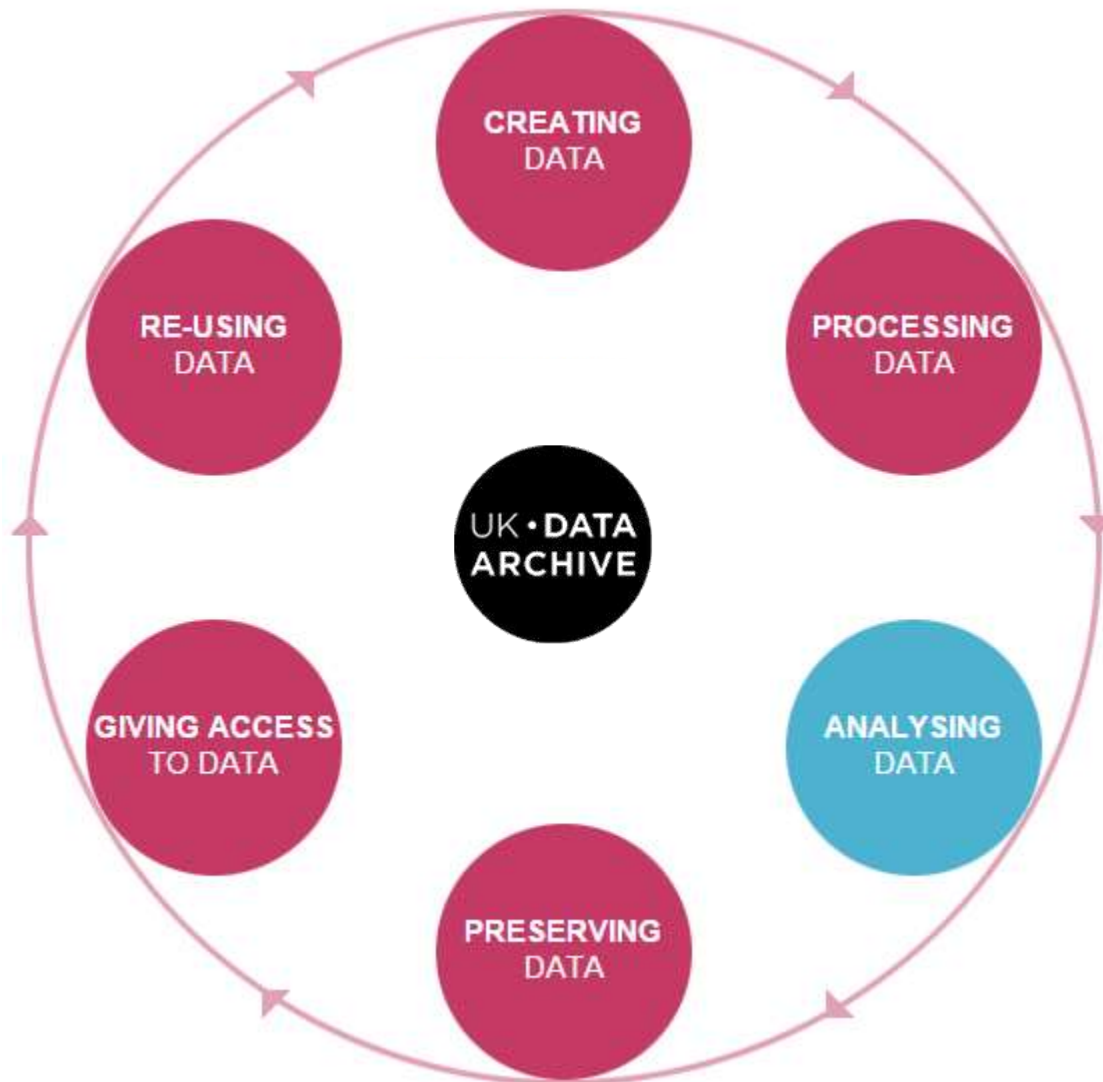 CREATING
DATA
PROCESSING
DATA
ANALYSING
DATA
PRESERVING
DATA
GIVING ACCESS
TO DATA
RE-USING
DATA
UK • DATA
ARCHIVE